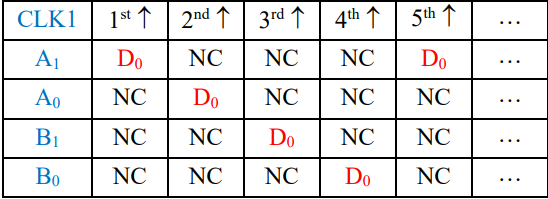 CLK1 1st ↑ 2nd ↑ 3rd ↑ 4th ↑ 5th ↑ ...
A1 D0 NC NC NC D0 ...
A0 NC D0 NC NC NC ...
B1 NC NC D0 NC NC ...
B0 NC NC NC D0 NC ...